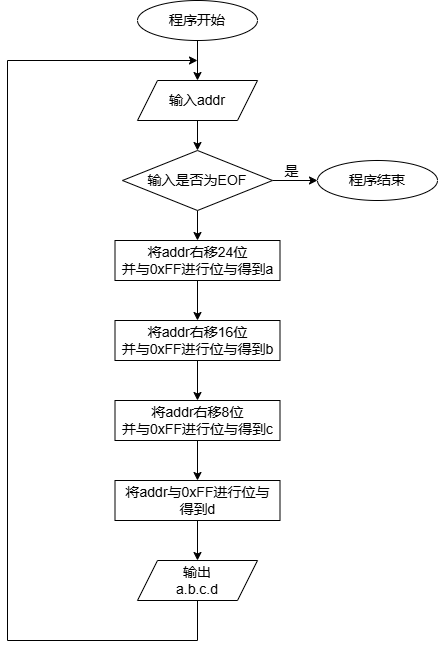 程序开始
输入addr
输入是否为EOF
是
程序结束
将addr右移24位
并与0xFF进行位与得到a
将addr右移16位
并与0xFF进行位与得到b
将addr右移8位
并与0xFF进行位与得到c
将addr与0xFF进行位与
得到d
输出
a.b.c.d